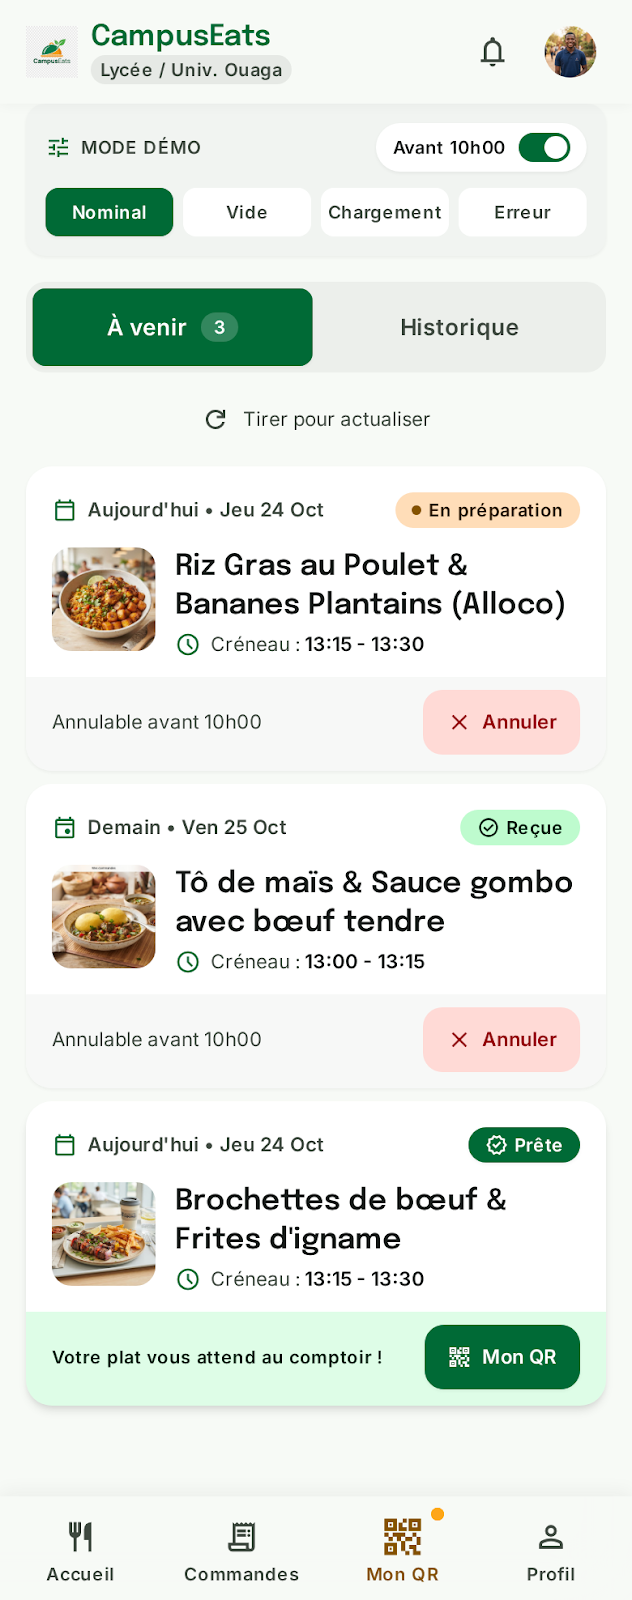 CampusEats
CampusEats
Lycée / Univ. Ouaga
MODE DÉMO
Avant 10h00
Nominal
Vide
Chargement
Erreur
À venir 3
Historique
Tirer pour actualiser
Aujourd'hui • Jeu 24 Oct
En préparation
Riz Gras au Poulet &
Bananes Plantains (Alloco)
Créneau : 13:15 - 13:30
Annulable avant 10h00
Annuler
Demain • Ven 25 Oct
Reçue
Tô de maïs & Sauce gombo
avec bœuf tendre
Créneau : 13:00 - 13:15
Annulable avant 10h00
Annuler
Aujourd'hui • Jeu 24 Oct
Prête
Brochettes de bœuf &
Frites d'igname
Créneau : 13:15 - 13:30
Votre plat vous attend au comptoir !
Mon QR
Accueil
Commandes
Mon QR
Profil